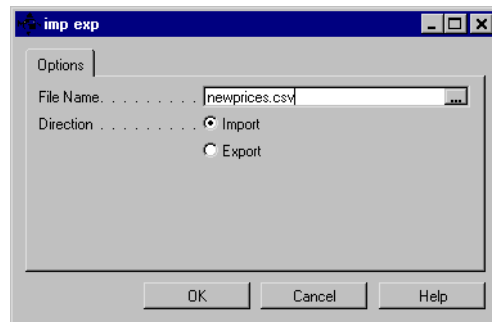 imp exp
Options
File Name. . . . . . . . . . newprices.csv ...
Direction . . . . . . . . . . Import
Export
OK Cancel Help